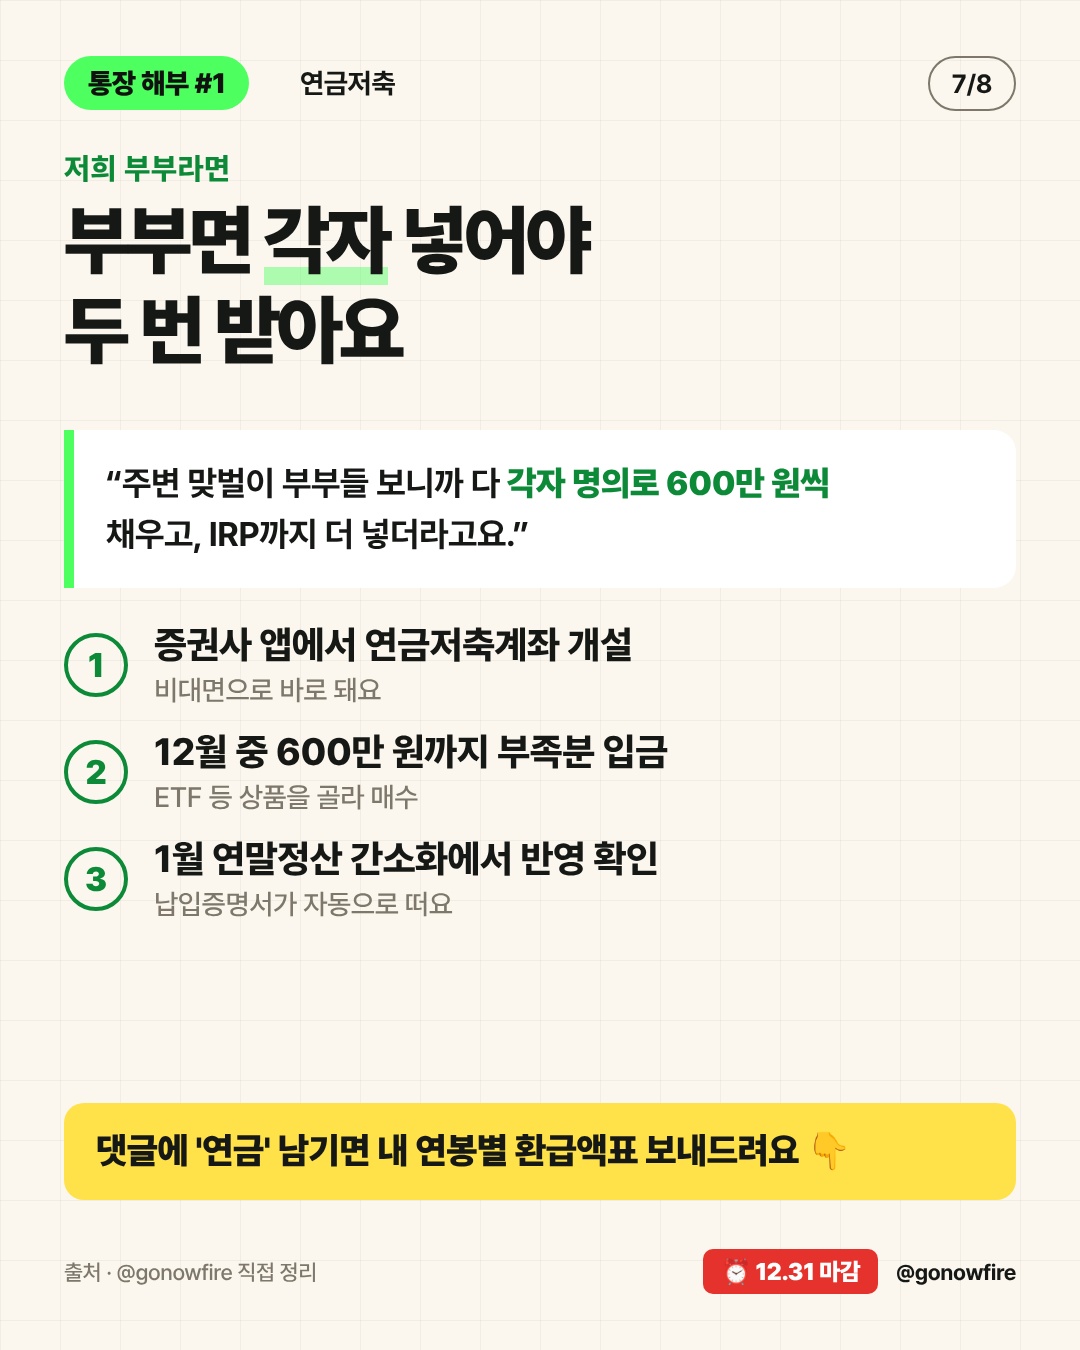 통장 해부 #1
연금저축
7/8
저희 부부라면
부부면 각자 넣어야
두 번 받아요
“주변 맞벌이 부부들 보니까 다 각자 명의로 600만 원씩
채우고, IRP까지 더 넣더라고요.”
1
증권사 앱에서 연금저축계좌 개설
비대면으로 바로 돼요
2
12월 중 600만 원까지 부족분 입금
ETF 등 상품을 골라 매수
3
1월 연말정산 간소화에서 반영 확인
납입증명서가 자동으로 떠요
댓글에 '연금' 남기면 내 연봉별 환급액표 보내드려요 👇
출처 · @gonowfire 직접 정리
⏰ 12.31 마감
@gonowfire